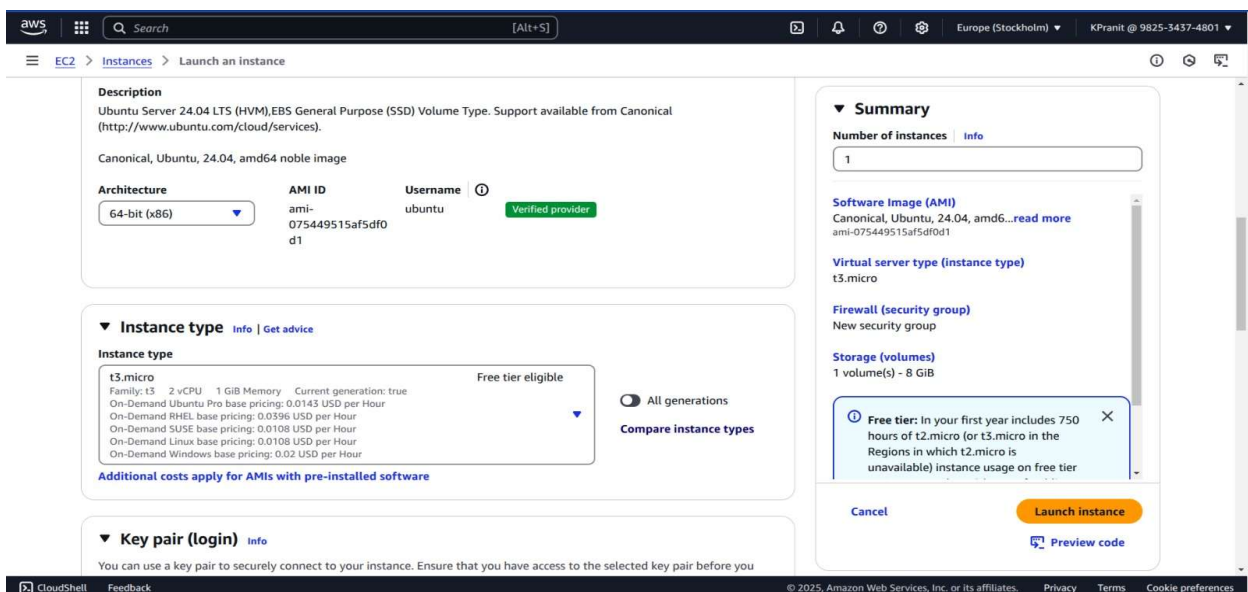 aws
Search [Alt+S] Europe (Stockholm) KPranit @ 9825-3437-4801
EC2 > Instances > Launch an instance
Description
Ubuntu Server 24.04 LTS (HVM),EBS General Purpose (SSD) Volume Type. Support available from Canonical
(http://www.ubuntu.com/cloud/services).
Canonical, Ubuntu, 24.04, amd64 noble image
Architecture AMI ID Username
64-bit (x86) ami- ubuntu Verified provider
075449515af5df0
d1
Instance type Info | Get advice
Instance type
t3.micro Free tier eligible
Family: t3 2 vCPU 1 GiB Memory Current generation: true
On-Demand Ubuntu Pro base pricing: 0.0143 USD per Hour
On-Demand RHEL base pricing: 0.0396 USD per Hour
On-Demand SUSE base pricing: 0.0108 USD per Hour
On-Demand Linux base pricing: 0.0108 USD per Hour
On-Demand Windows base pricing: 0.02 USD per Hour
All generations
Compare instance types
Additional costs apply for AMIs with pre-installed software
Key pair (login) Info
You can use a key pair to securely connect to your instance. Ensure that you have access to the selected key pair before you
Summary
Number of instances Info
1
Software Image (AMI)
Canonical, Ubuntu, 24.04, amd6...read more
ami-075449515af5df0d1
Virtual server type (instance type)
t3.micro
Firewall (security group)
New security group
Storage (volumes)
1 volume(s) - 8 GiB
Free tier: In your first year includes 750
hours of t2.micro (or t3.micro in the
Regions in which t2.micro is
unavailable) instance usage on free tier
Cancel Launch instance
Preview code
CloudShell Feedback © 2025, Amazon Web Services, Inc. or its affiliates. Privacy Terms Cookie preferences